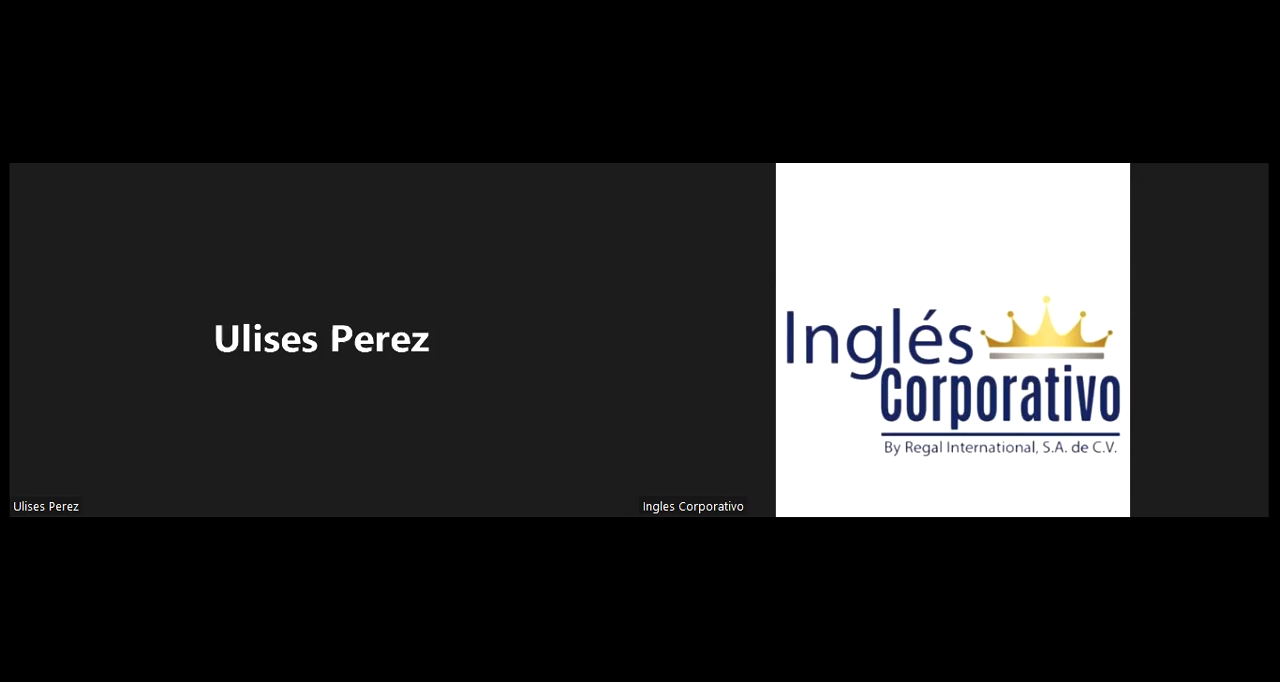 Ulises Perez
Inglés
Corporativo
By Regal International, S.A. de C.V.
Ulises Perez
Ingles Corporativo